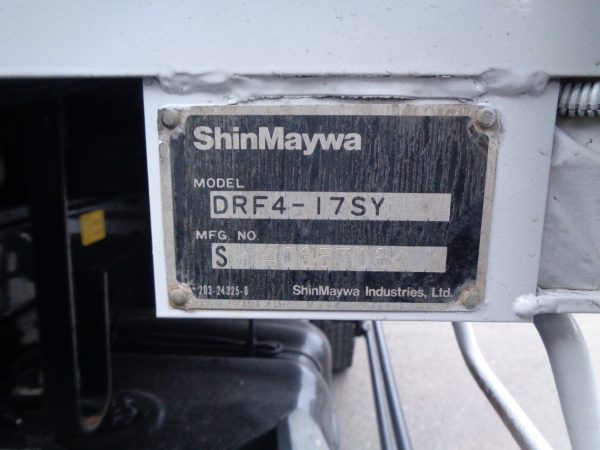 ShinMaywa
MODEL
DRF4-17SY
MFG NO
S
203-24325-0
ShinMaywa Industries, Ltd.